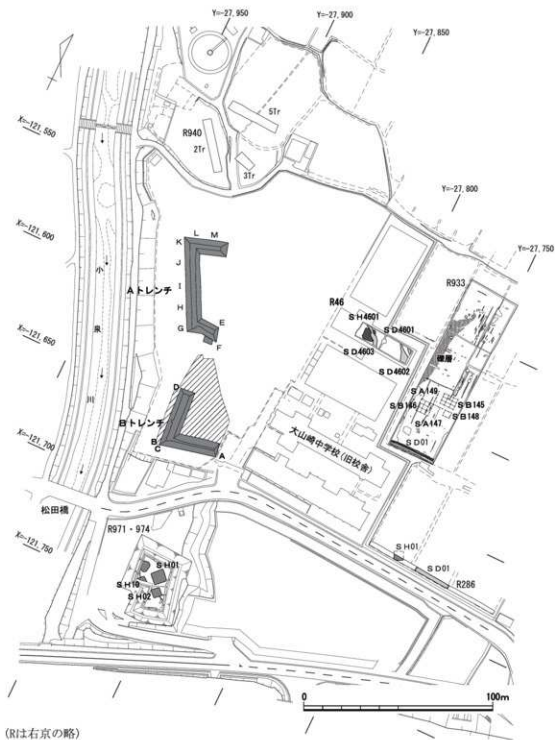 Y=-27,950
Y=-27,900
Y=-27,850
Y=-27,800
Y=-27,750
X=-121,550
X=-121,600
X=-121,650
X=-121,700
X=-121,750
R940
5Tr
2Tr
3Tr
小泉川
L
M
K
J
I
H
G
E
F
Aトレンチ
D
B
C
A
Bトレンチ
R46
SH4601
SD4601
SD4603
SD4602
R933
礫層
SA149
SB146
SB145
SB148
SA147
SD01
大山崎中学校(旧校舎)
松田橋
R971・974
SH01
SH10
SH02
SH01
SD01
R286
0
100m
(Rは右京の略)